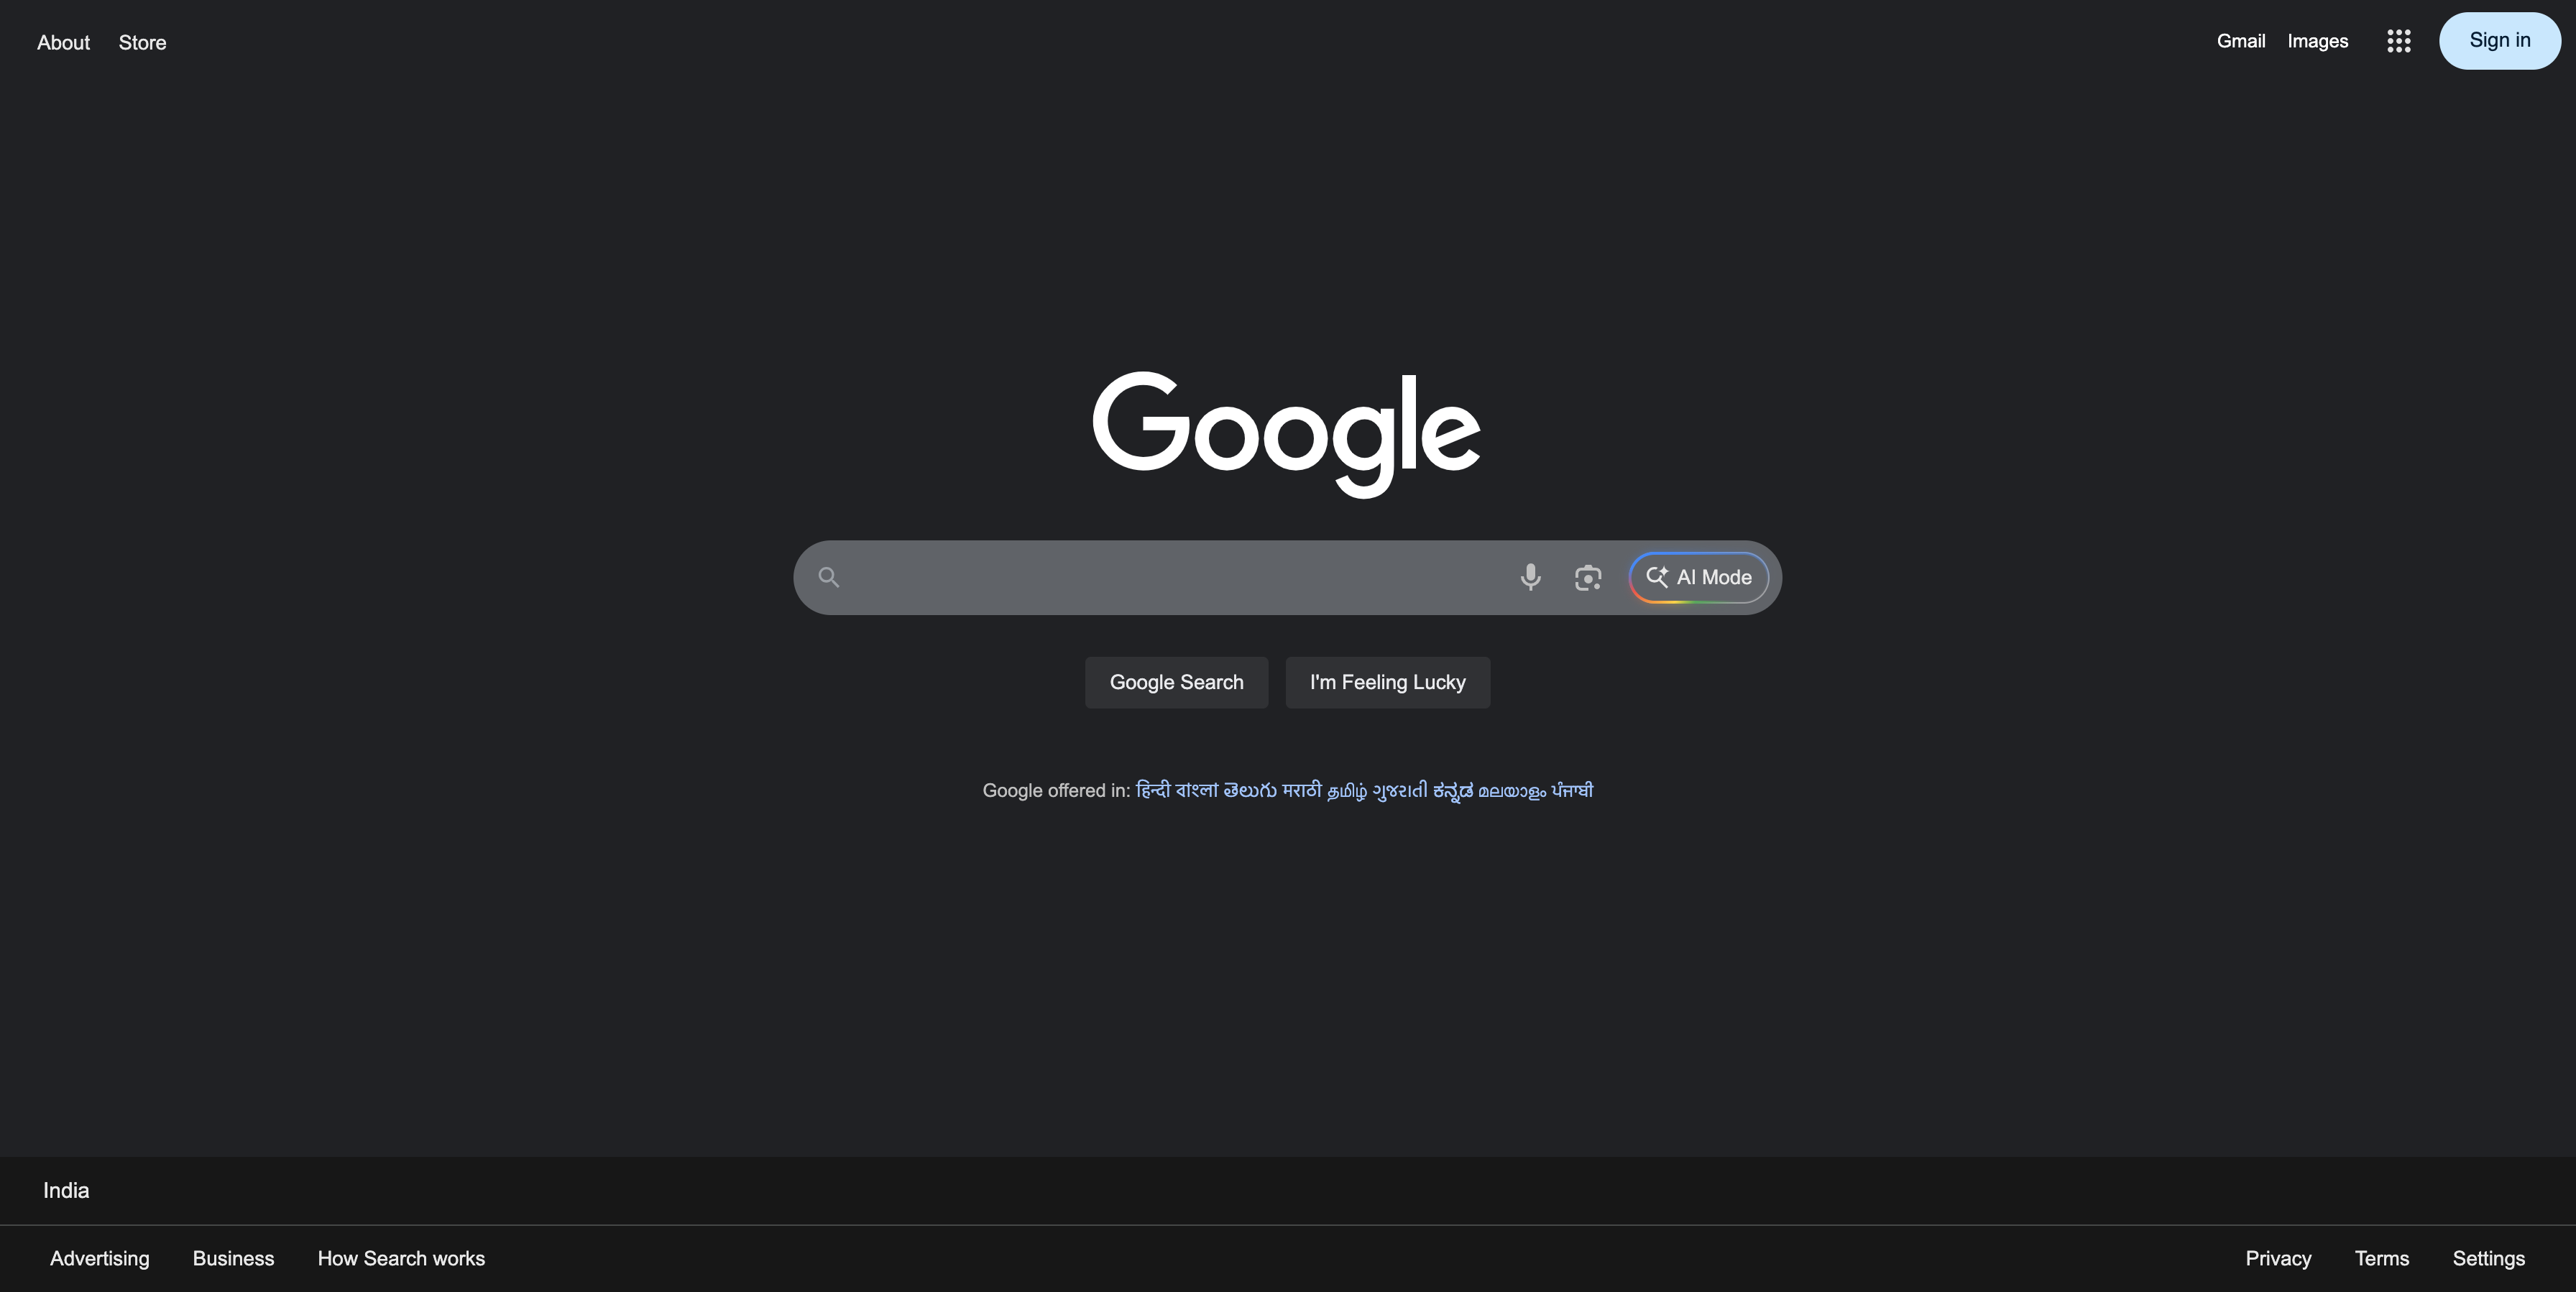 About Store Gmail Images Sign in
Google
AI Mode
Google Search I'm Feeling Lucky
Google offered in: हिन्दी বাংলা తెలుగు मराठी தமிழ் ગુજરાતી ಕನ್ನಡ മലയാളം ਪੰਜਾਬੀ
India
Advertising Business How Search works Privacy Terms Settings